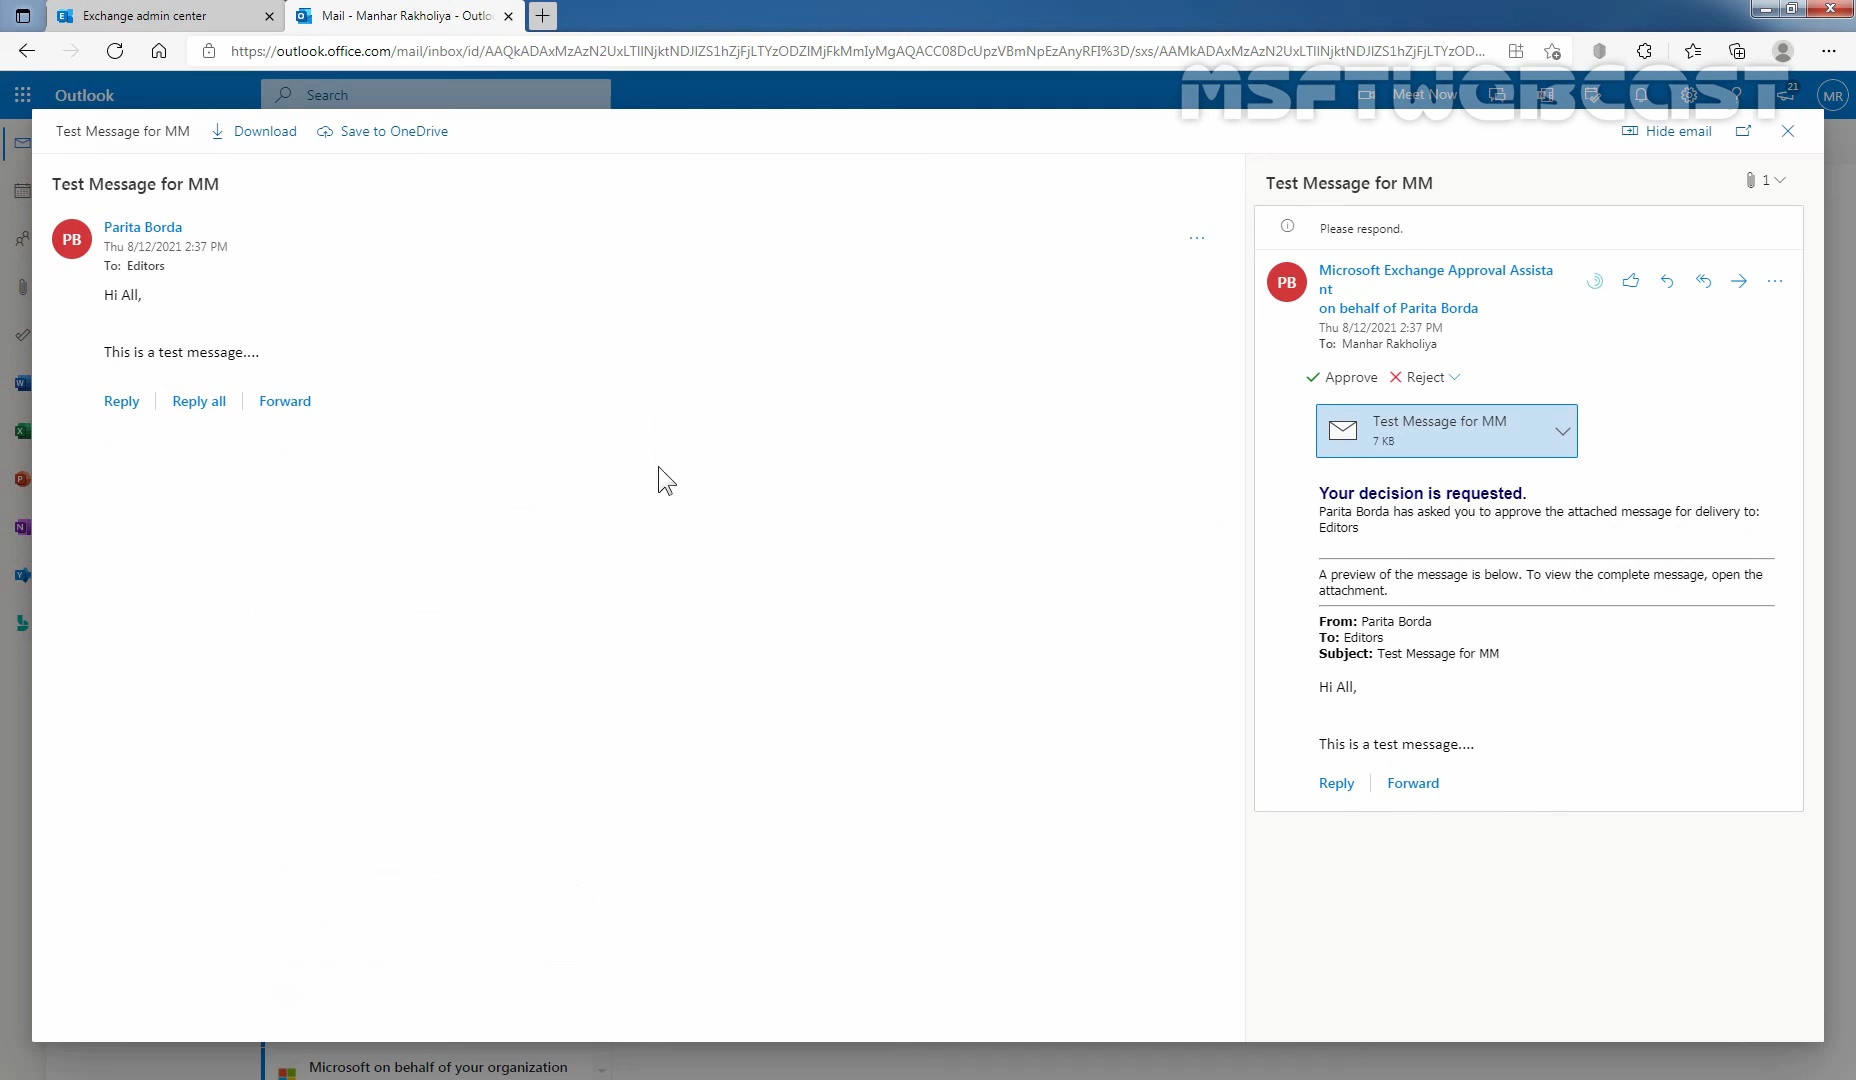 Exchange admin center
Mail - Manhar Rakholiya - Outlo
https://outlook.office.com/mail/inbox/id/
Outlook
Search
Meet Now
21
MR
MSFTWEBCAST
Test Message for MM
Download
Save to OneDrive
Hide email
Test Message for MM
PB
Parita Borda
Thu 8/12/2021 2:37 PM
To: Editors
Hi All,
This is a test message....
Reply
Reply all
Forward
Test Message for MM
1
Please respond.
PB
Microsoft Exchange Approval Assista
nt
on behalf of Parita Borda
Thu 8/12/2021 2:37 PM
To: Manhar Rakholiya
Approve
Reject
Test Message for MM
7 KB
Your decision is requested.
Parita Borda has asked you to approve the attached message for delivery to:
Editors
A preview of the message is below. To view the complete message, open the
attachment.
From: Parita Borda
To: Editors
Subject: Test Message for MM
Hi All,
This is a test message....
Reply
Forward
Microsoft on behalf of your organization